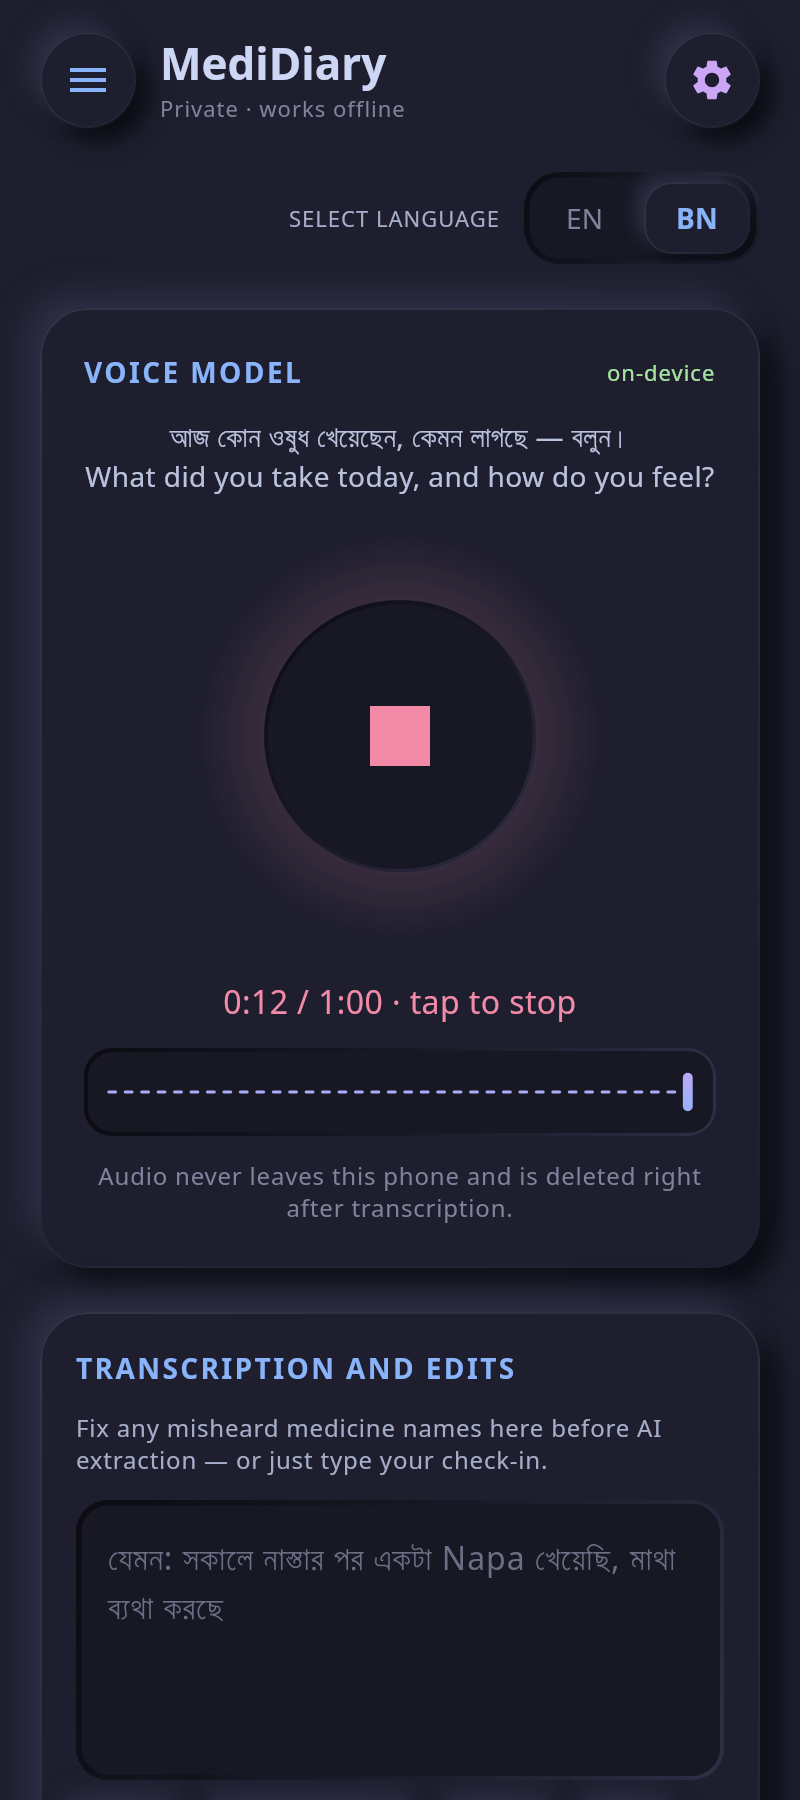 MediDiary
Private · works offline
SELECT LANGUAGE
EN
BN
VOICE MODEL
on-device
আজ কোন ওষুধ খেয়েছেন, কেমন লাগছে — বলুন।
What did you take today, and how do you feel?
0:12 / 1:00 · tap to stop
Audio never leaves this phone and is deleted right
after transcription.
TRANSCRIPTION AND EDITS
Fix any misheard medicine names here before AI
extraction — or just type your check-in.
যেমন: সকালে নাস্তার পর একটা Napa খেয়েছি, মাথা
ব্যথা করছে